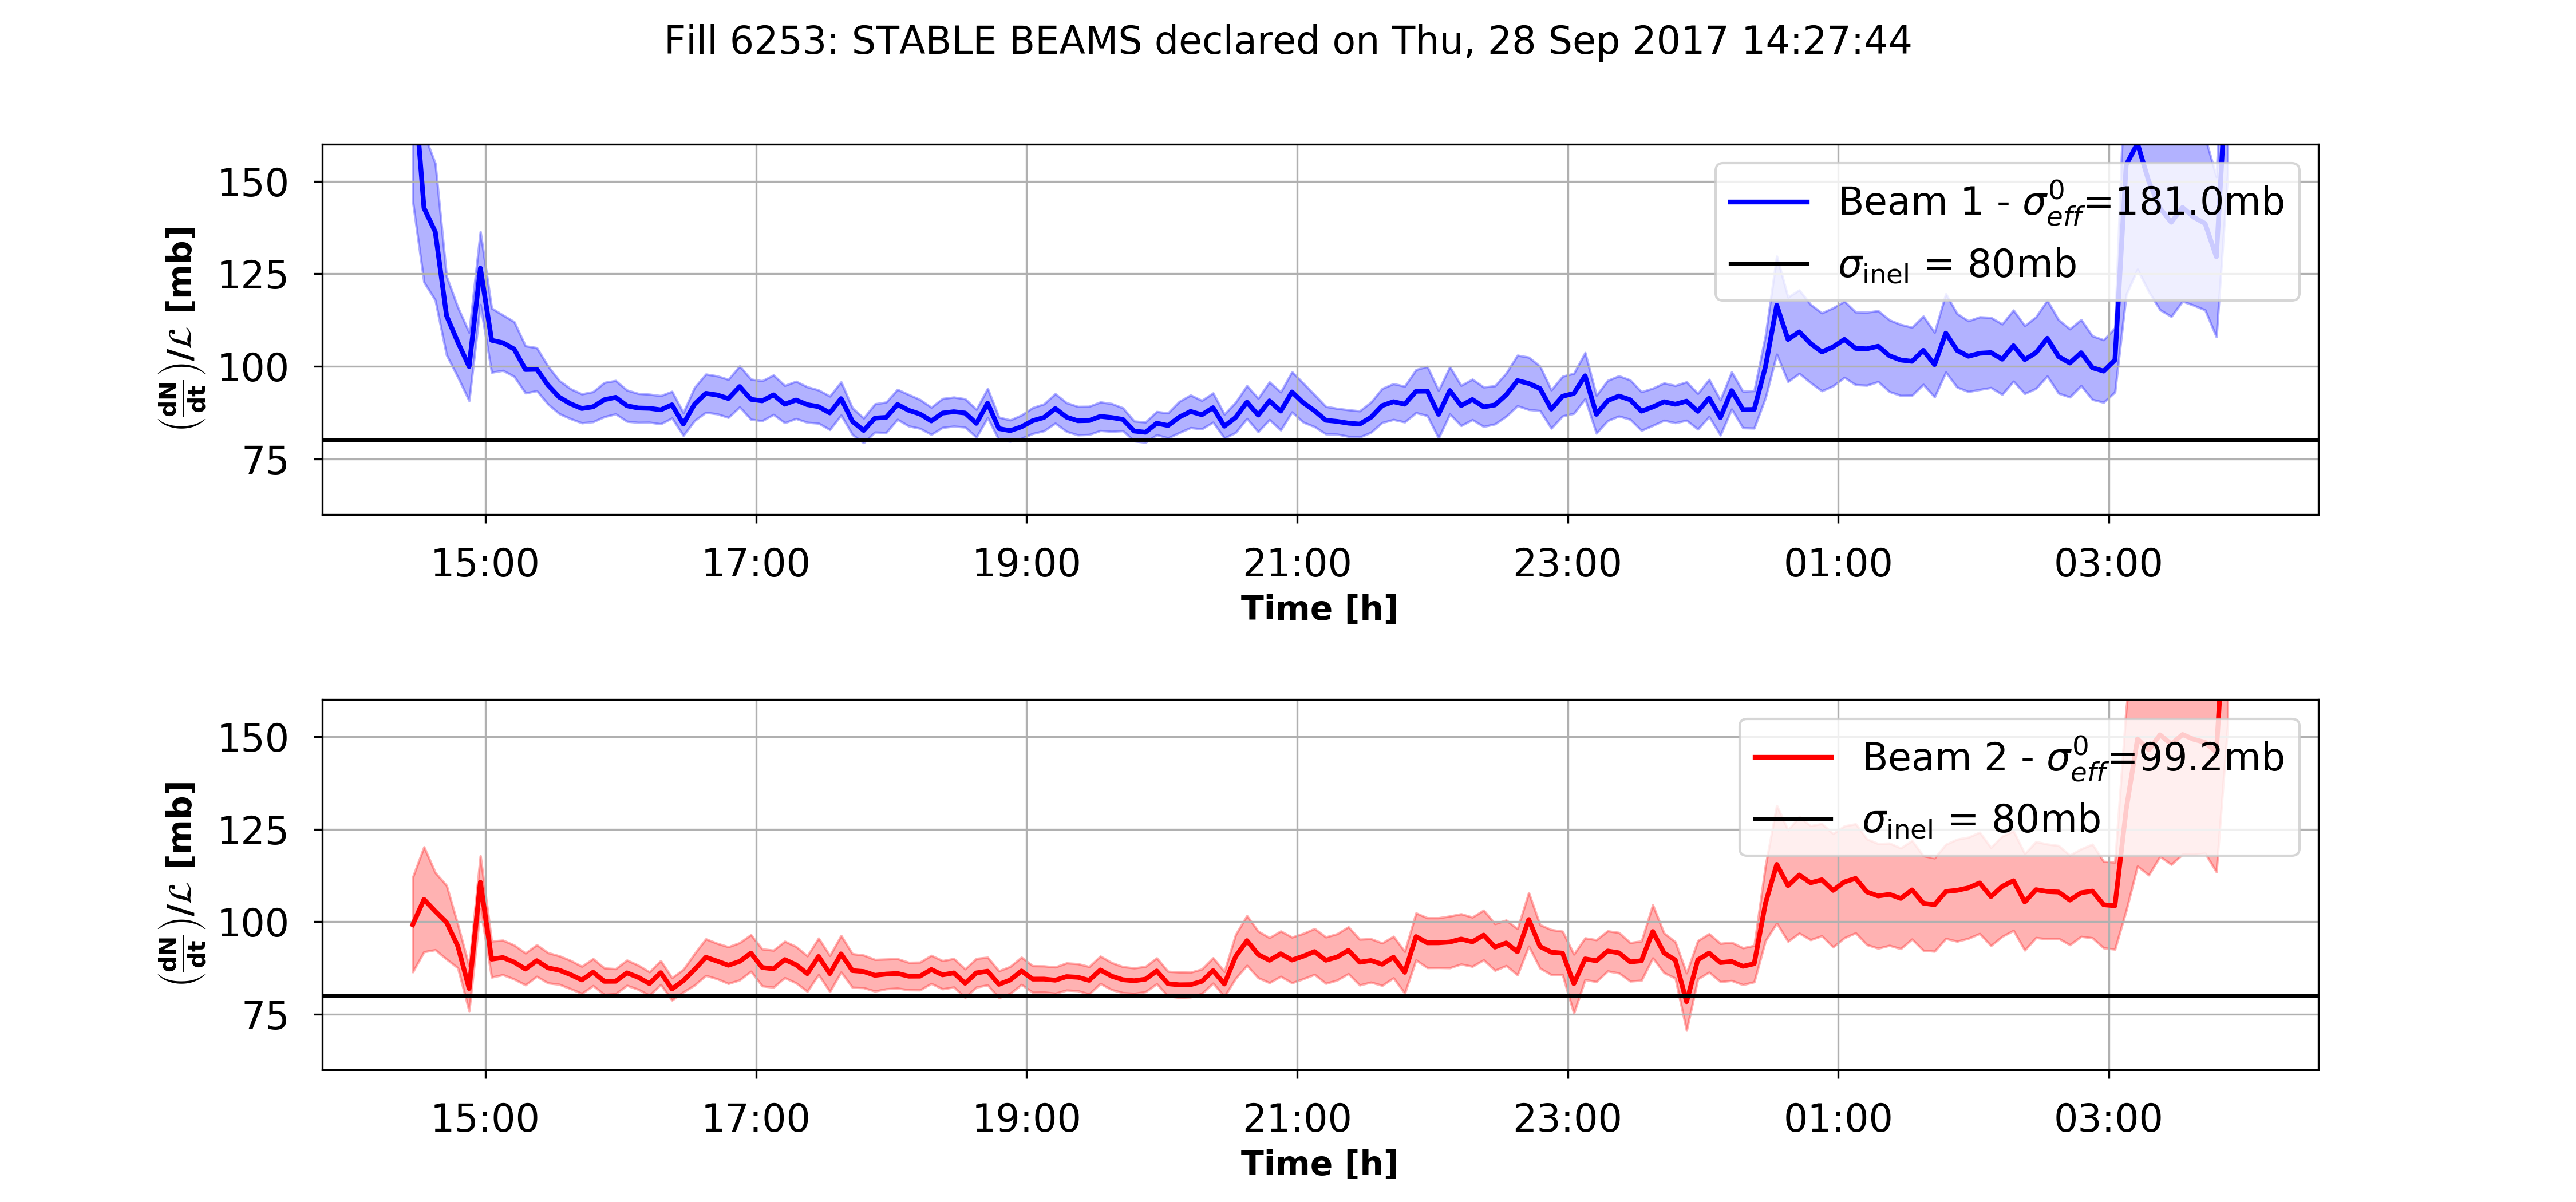 Fill 6253: STABLE BEAMS declared on Thu, 28 Sep 2017 14:27:44
(dN/dt)/ℒ [mb]
150
125
100
75
Beam 1 - σ⁰eff=181.0mb
σinel = 80mb
15:00 17:00 19:00 21:00 23:00 01:00 03:00
Time [h]
(dN/dt)/ℒ [mb]
150
125
100
75
Beam 2 - σ⁰eff=99.2mb
σinel = 80mb
15:00 17:00 19:00 21:00 23:00 01:00 03:00
Time [h]